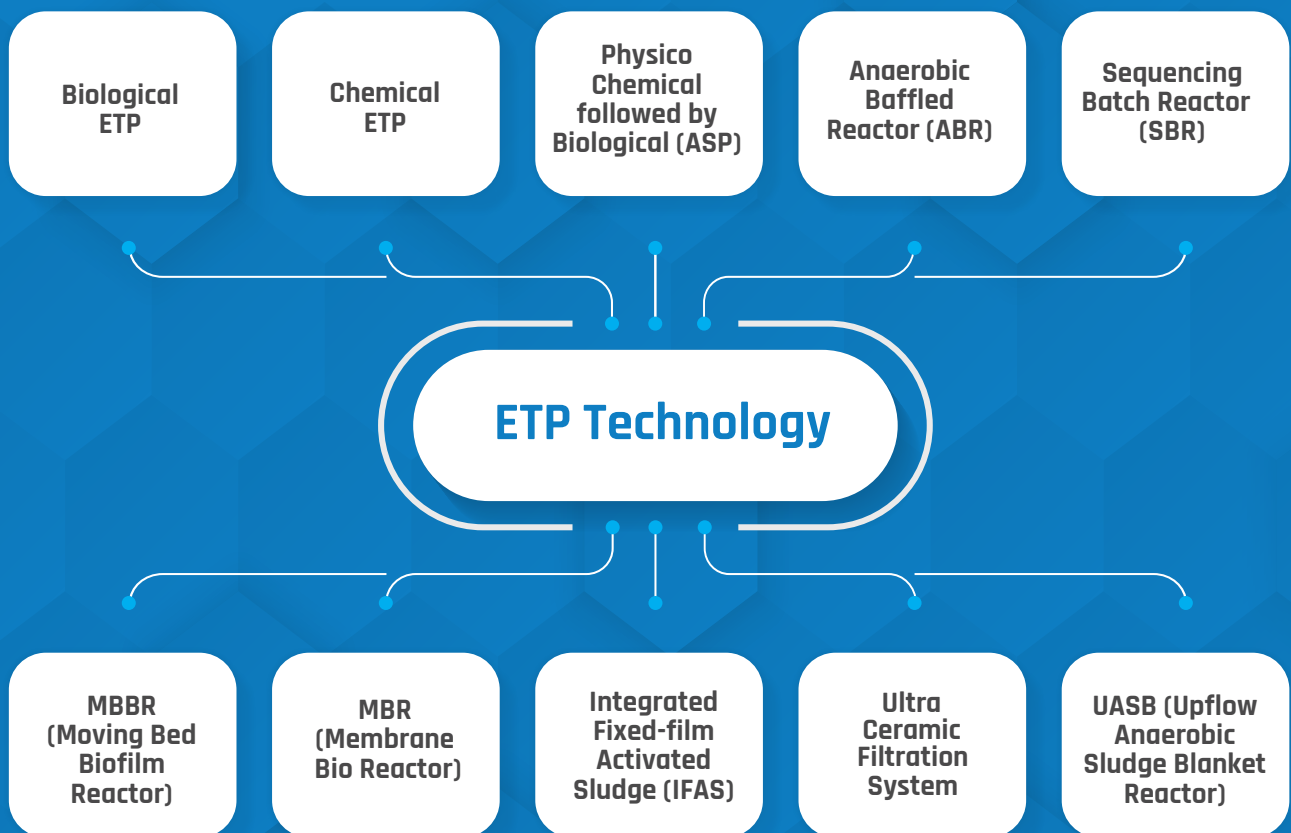 Biological
ETP
Chemical
ETP
Physico
Chemical
followed by
Biological (ASP)
Anaerobic
Baffled
Reactor (ABR)
Sequencing
Batch Reactor
(SBR)
ETP Technology
MBBR
(Moving Bed
Biofilm
Reactor)
MBR
(Membrane
Bio Reactor)
Integrated
Fixed-film
Activated
Sludge (IFAS)
Ultra
Ceramic
Filtration
System
UASB (Upflow
Anaerobic
Sludge Blanket
Reactor)